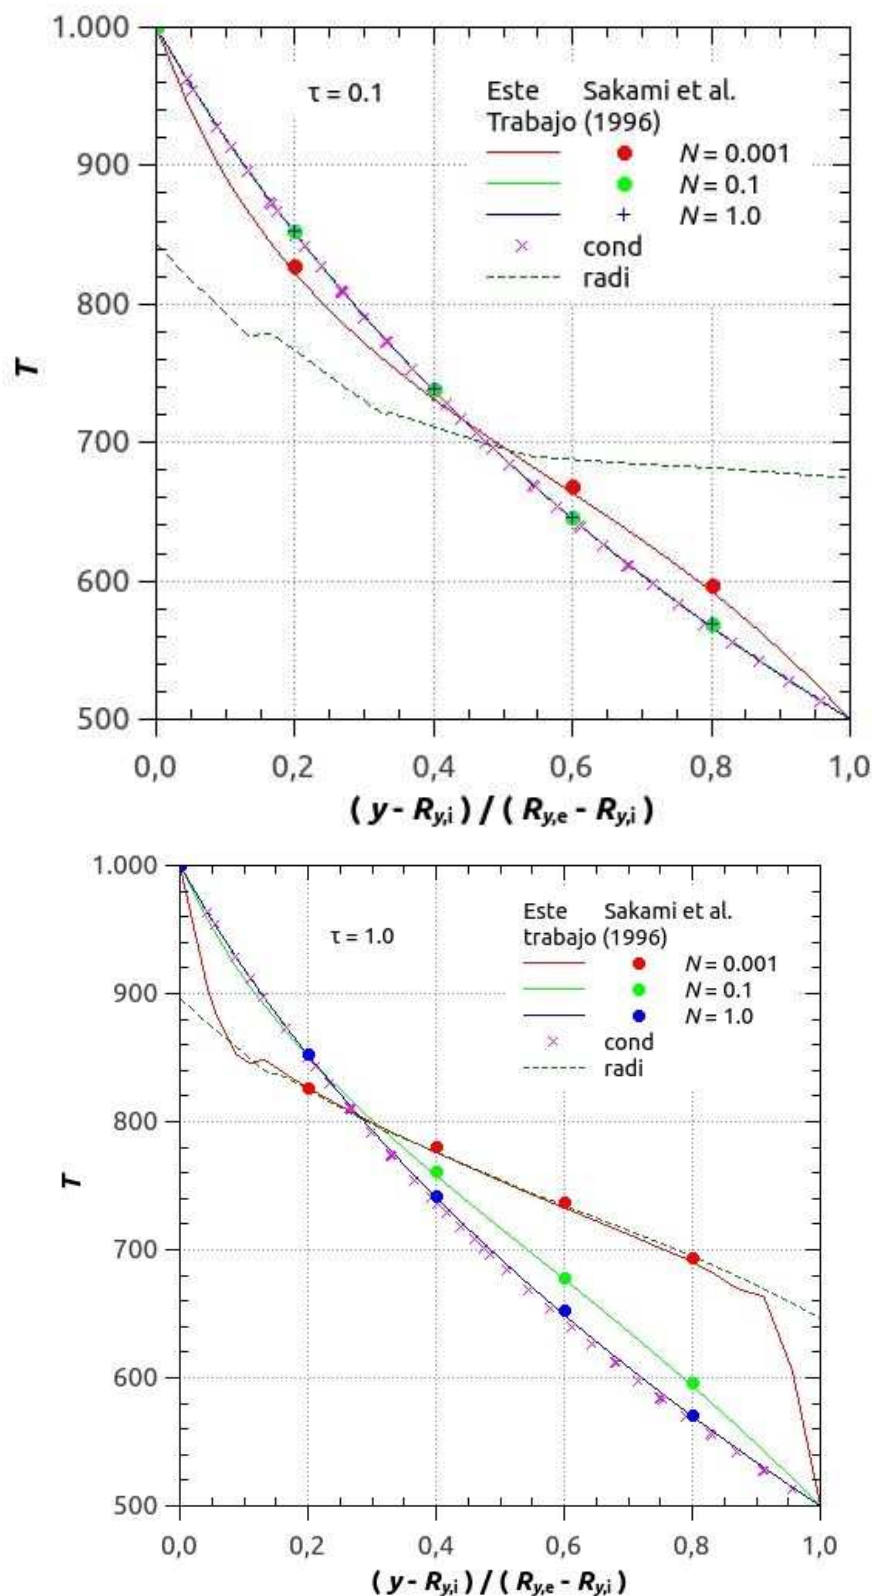 1.000
τ = 0.1
Este Sakami et al.
Trabajo (1996)
N = 0.001
900
N = 0.1
N = 1.0
cond
radi
800
T
700
600
500
0,0 0,2 0,4 0,6 0,8 1,0
( y - Ry,i ) / ( Ry,e - Ry,i )
1.000
Este Sakami et al.
τ = 1.0
trabajo (1996)
N = 0.001
900
N = 0.1
N = 1.0
cond
radi
800
T
700
600
500
0,0 0,2 0,4 0,6 0,8 1,0
( y - Ry,i ) / ( Ry,e - Ry,i )